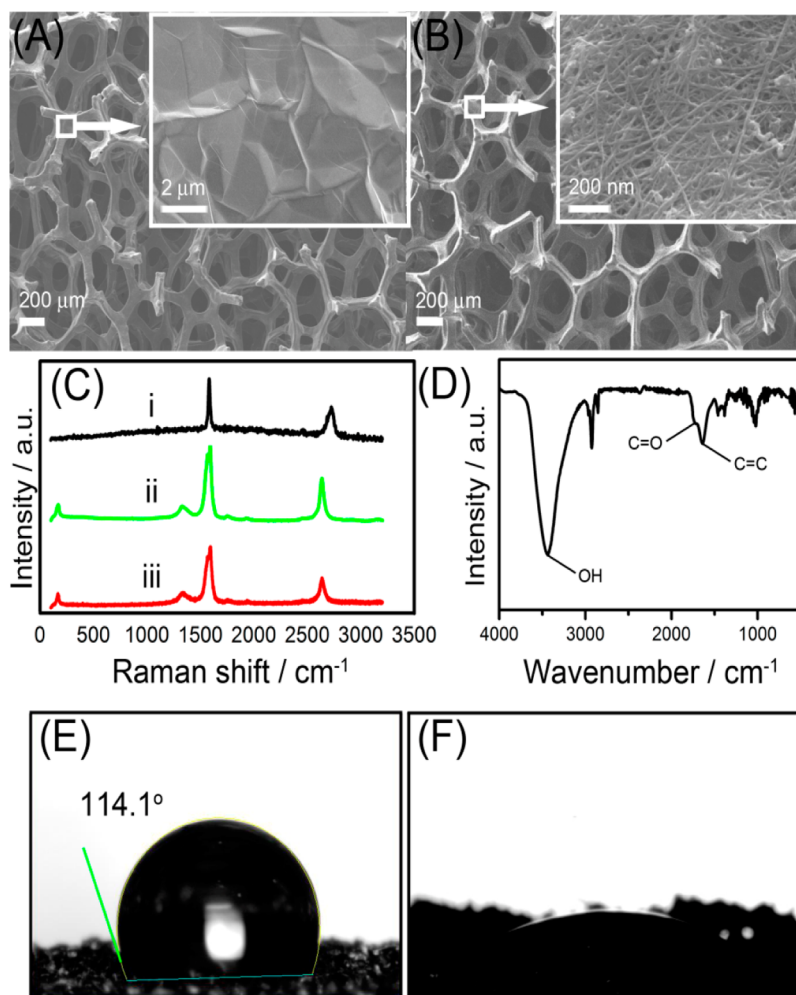 (A)
2 μm
200 μm
(B)
200 nm
200 μm
(C)
i
ii
iii
Intensity / a.u.
0 500 1000 1500 2000 2500 3000 3500
Raman shift / cm⁻¹
(D)
C=O
C=C
OH
Intensity / a.u.
4000 3000 2000 1000
Wavenumber / cm⁻¹
(E)
114.1°
(F)